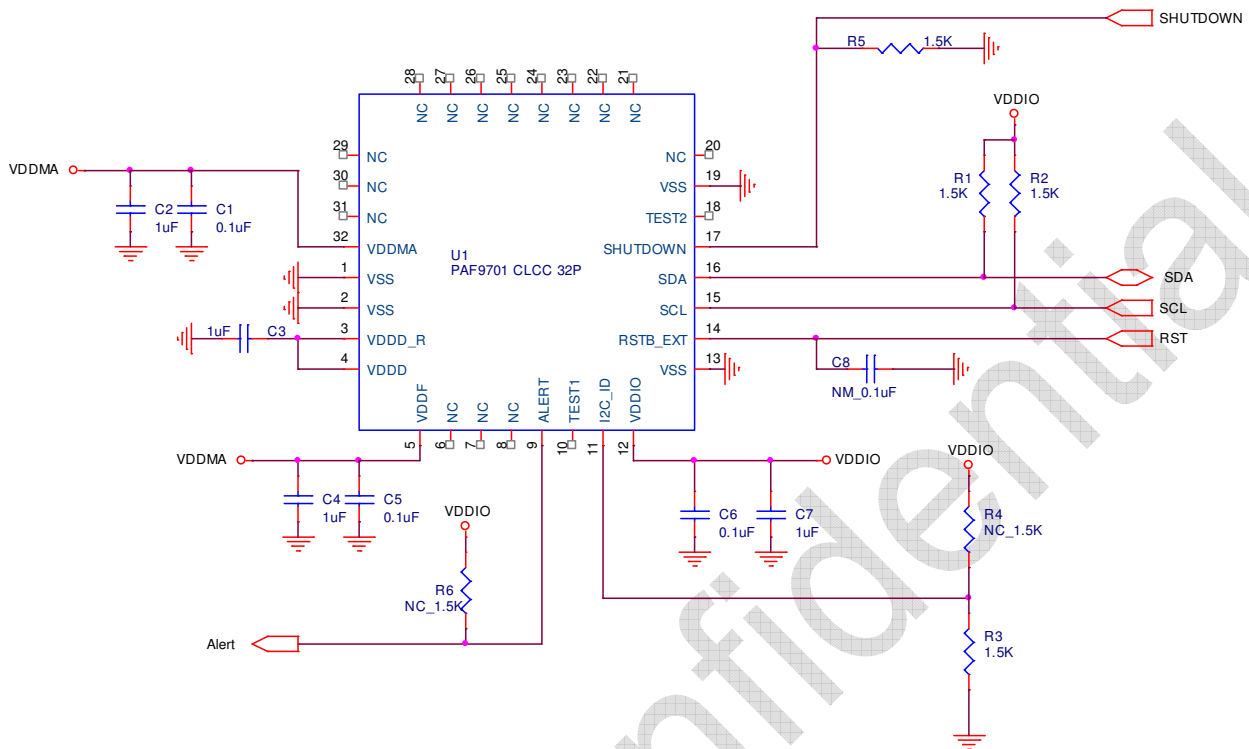 SHUTDOWN
R5
1.5K
28
27
26
25
24
23
22
21
NC
NC
NC
NC
NC
NC
NC
NC
VDDIO
29
NC
30
NC
31
NC
32
VDDMA
1
VSS
2
VSS
3
VDDD_R
4
VDDD
20
NC
19
VSS
18
TEST2
17
SHUTDOWN
16
SDA
15
SCL
14
RSTB_EXT
13
VSS
VDDMA
C2
1uF
C1
0.1uF
U1
PAF9701 CLCC 32P
R1
1.5K
R2
1.5K
SDA
SCL
RST
1uF
C3
C8
NM_0.1uF
VDDF
NC
NC
NC
ALERT
TEST1
I2C_ID
VDDIO
5
6
7
8
9
10
11
12
VDDMA
C4
1uF
C5
0.1uF
VDDIO
C6
0.1uF
C7
1uF
VDDIO
R4
NC_1.5K
VDDIO
R6
NC_1.5K
Alert
R3
1.5K
nfidential